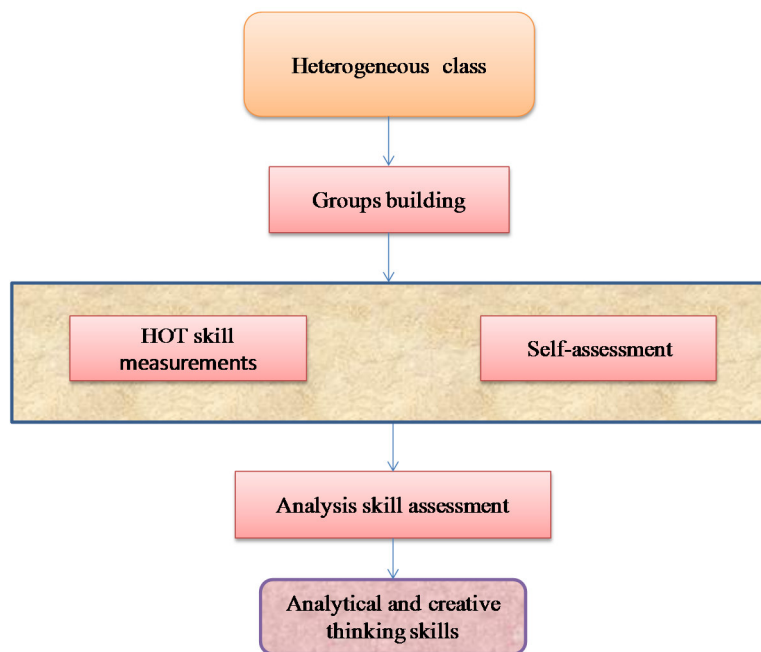 Heterogeneous class
Groups building
HOT skill
measurements
Self-assessment
Analysis skill assessment
Analytical and creative
thinking skills